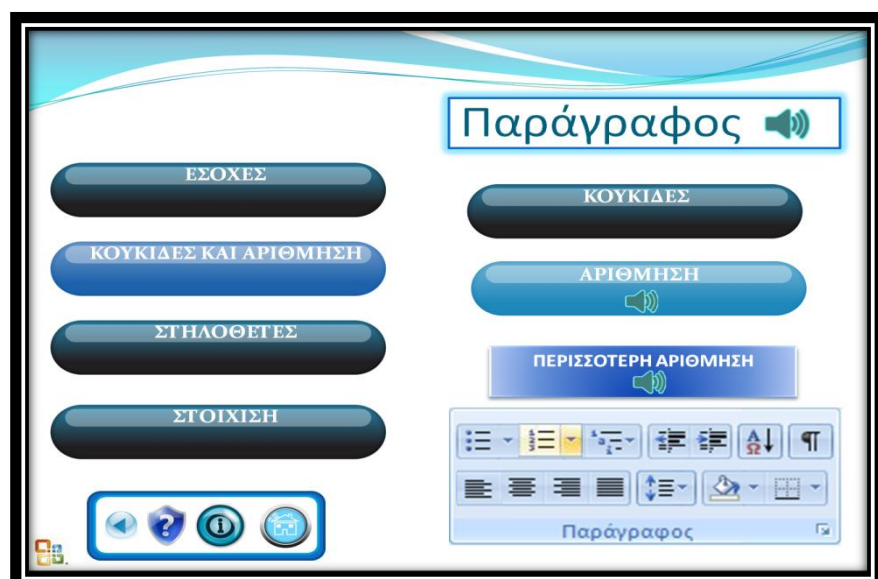 Παράγραφος
ΕΣΟΧΕΣ
ΚΟΥΚΙΔΕΣ ΚΑΙ ΑΡΙΘΜΗΣΗ
ΣΤΗΛΟΘΕΤΕΣ
ΣΤΟΙΧΙΣΗ
ΚΟΥΚΙΔΕΣ
ΑΡΙΘΜΗΣΗ
ΠΕΡΙΣΣΟΤΕΡΗ ΑΡΙΘΜΗΣΗ
Παράγραφος